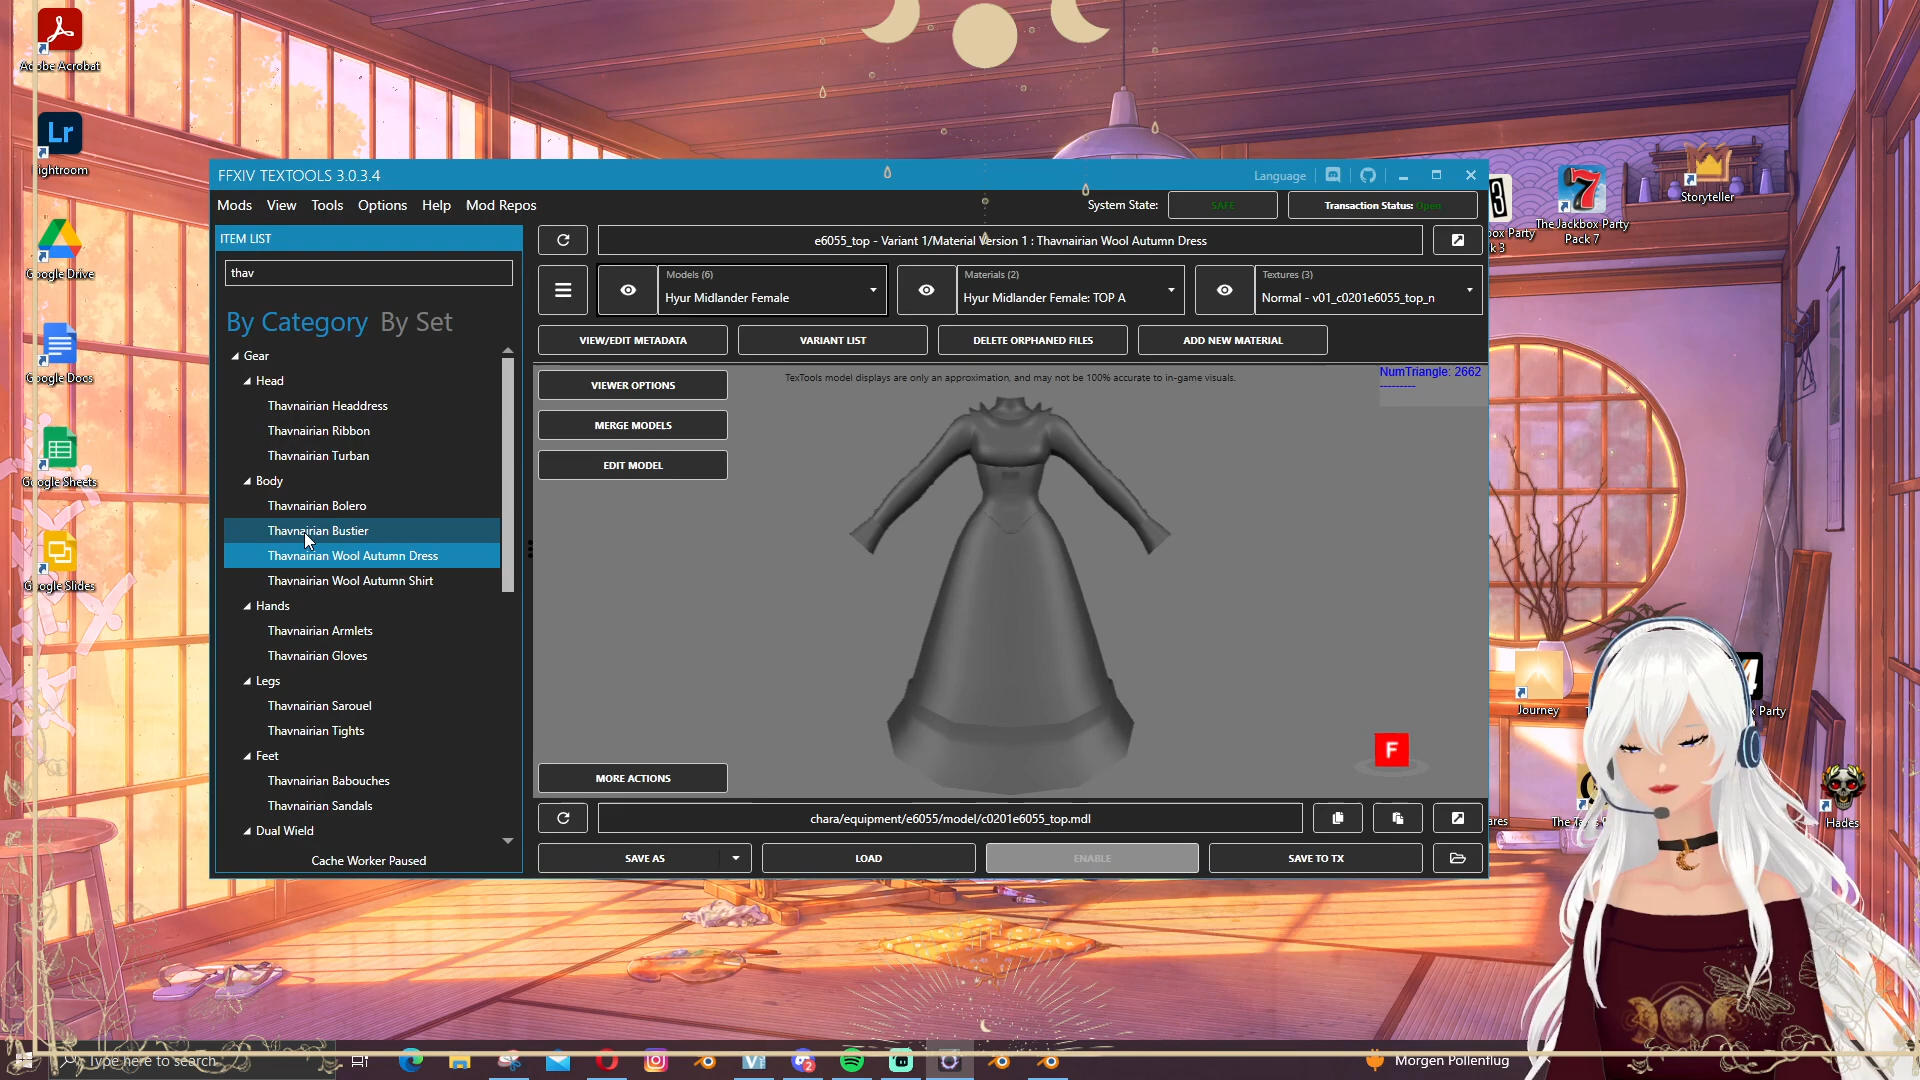 Adobe Acrobat
Lr
Lightroom
Google Drive
Google Docs
Google Sheets
Google Slides
Storyteller
The Jackbox Party
Pack 7
Journey
Hades
FFXIV TEXTOOLS 3.0.3.4
Language
Mods View Tools Options Help Mod Repos
System State: SAFE
Transaction Status: Open
ITEM LIST
thav
By Category By Set
Gear
Head
Thavnairian Headdress
Thavnairian Ribbon
Thavnairian Turban
Body
Thavnairian Bolero
Thavnairian Bustier
Thavnairian Wool Autumn Dress
Thavnairian Wool Autumn Shirt
Hands
Thavnairian Armlets
Thavnairian Gloves
Legs
Thavnairian Sarouel
Thavnairian Tights
Feet
Thavnairian Babouches
Thavnairian Sandals
Dual Wield
Cache Worker Paused
e6055_top - Variant 1/Material Version 1 : Thavnairian Wool Autumn Dress
Models (6)
Hyur Midlander Female
Materials (2)
Hyur Midlander Female: TOP A
Textures (3)
Normal - v01_c0201e6055_top_n
VIEW/EDIT METADATA
VARIANT LIST
DELETE ORPHANED FILES
ADD NEW MATERIAL
VIEWER OPTIONS
MERGE MODELS
EDIT MODEL
TexTools model displays are only an approximation, and may not be 100% accurate to in-game visuals.
NumTriangle: 2662
---------
F
MORE ACTIONS
chara/equipment/e6055/model/c0201e6055_top.mdl
SAVE AS
LOAD
ENABLE
SAVE TO TX
Type here to search
Morgen Pollenflug